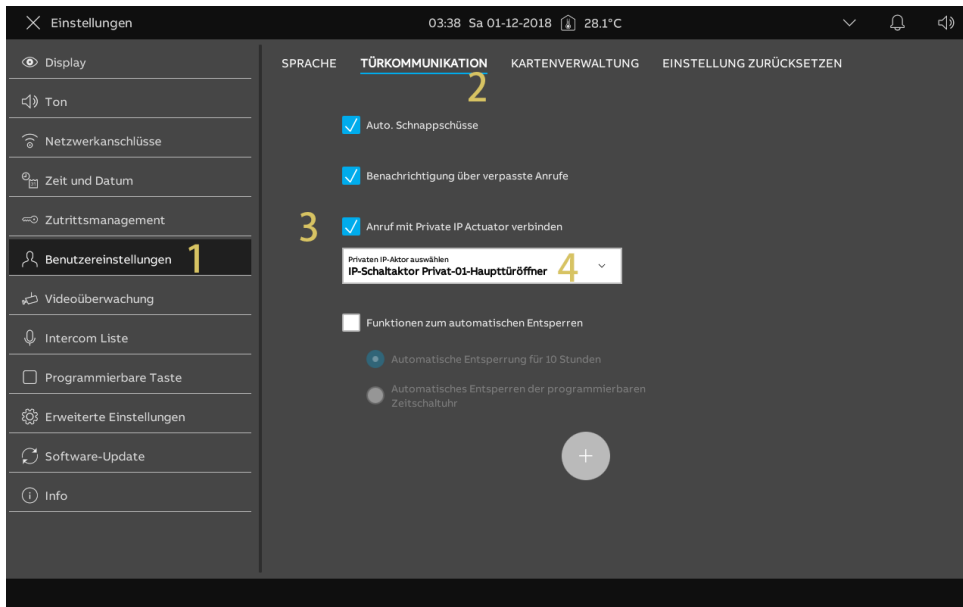 Einstellungen
03:38 Sa 01-12-2018 28.1°C
Display
Ton
Netzwerkanschlüsse
Zeit und Datum
Zutrittsmanagement
Benutzereinstellungen 1
Videoüberwachung
Intercom Liste
Programmierbare Taste
Erweiterte Einstellungen
Software-Update
Info
SPRACHE TÜRKOMMUNIKATION KARTENVERWALTUNG EINSTELLUNG ZURÜCKSETZEN
2
Auto. Schnappschüsse
Benachrichtigung über verpasste Anrufe
3 Anruf mit Private IP Actuator verbinden
Privaten IP-Aktor auswählen
IP-Schaltaktor Privat-01-Haupttüröffner 4
Funktionen zum automatischen Entsperren
Automatische Entsperrung für 10 Stunden
Automatisches Entsperren der programmierbaren
Zeitschaltuhr